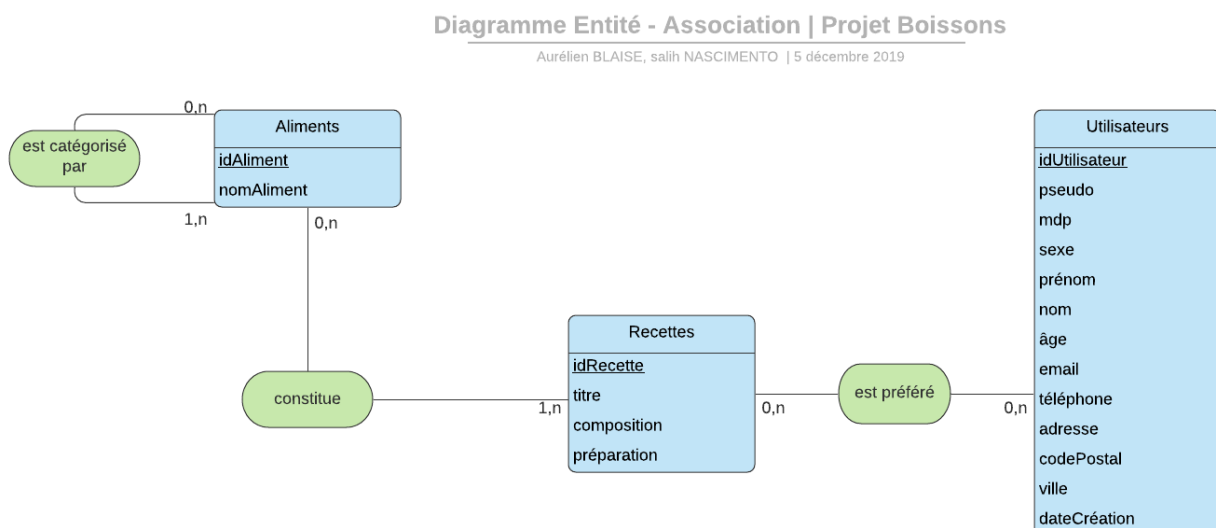 Diagramme Entité - Association | Projet Boissons
Aurélien BLAISE, salih NASCIMENTO | 5 décembre 2019
0,n
est catégorisé
par
1,n
Aliments
idAliment
nomAliment
0,n
constitue
1,n
Recettes
idRecette
titre
composition
préparation
0,n
est préféré
0,n
Utilisateurs
idUtilisateur
pseudo
mdp
sexe
prénom
nom
âge
email
téléphone
adresse
codePostal
ville
dateCréation